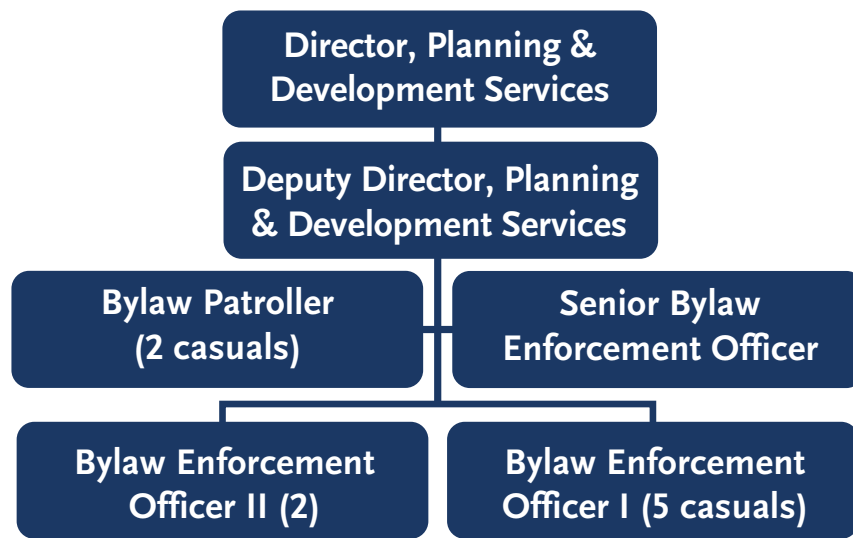 Director, Planning &
Development Services
Deputy Director, Planning
& Development Services
Bylaw Patroller
(2 casuals)
Senior Bylaw
Enforcement Officer
Bylaw Enforcement
Officer II (2)
Bylaw Enforcement
Officer I (5 casuals)